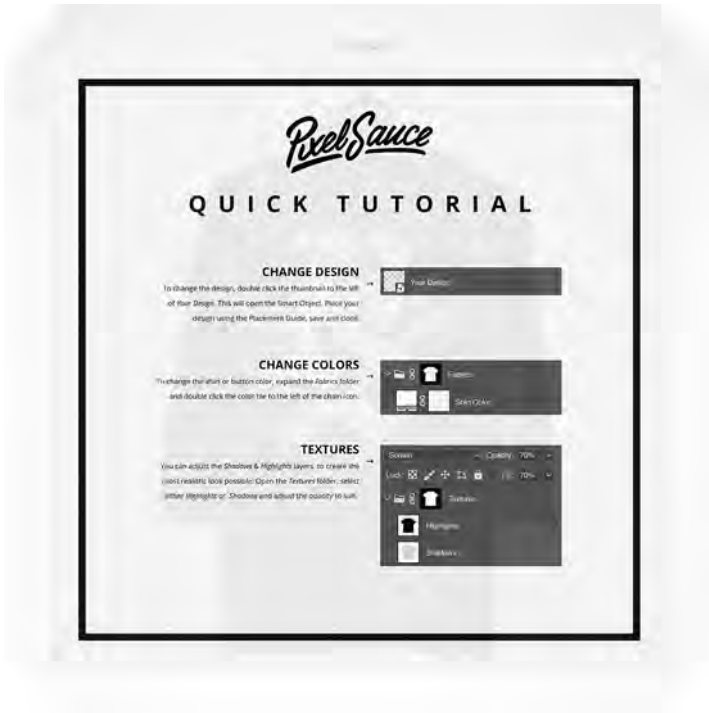 PixelSauce
QUICK TUTORIAL
CHANGE DESIGN
To change the design, double click the thumbnail to the left →
of Your Design. This will open the Smart Object. Place your
design using the Placement Guide, save and close.
Your Design
CHANGE COLORS
To change the shirt or button color, expand the Fabrics folder →
and double click the color tile to the left of the chain icon.
Fabrics
Shirt Color
TEXTURES
You can adjust the Shadows & Highlights layers, to create the →
most realistic look possible. Open the Textures folder, select
either Highlights or Shadows and adjust the opacity to suit.
Screen Opacity: 70%
Lock: Fill: 70%
Textures
Highlights
Shadows